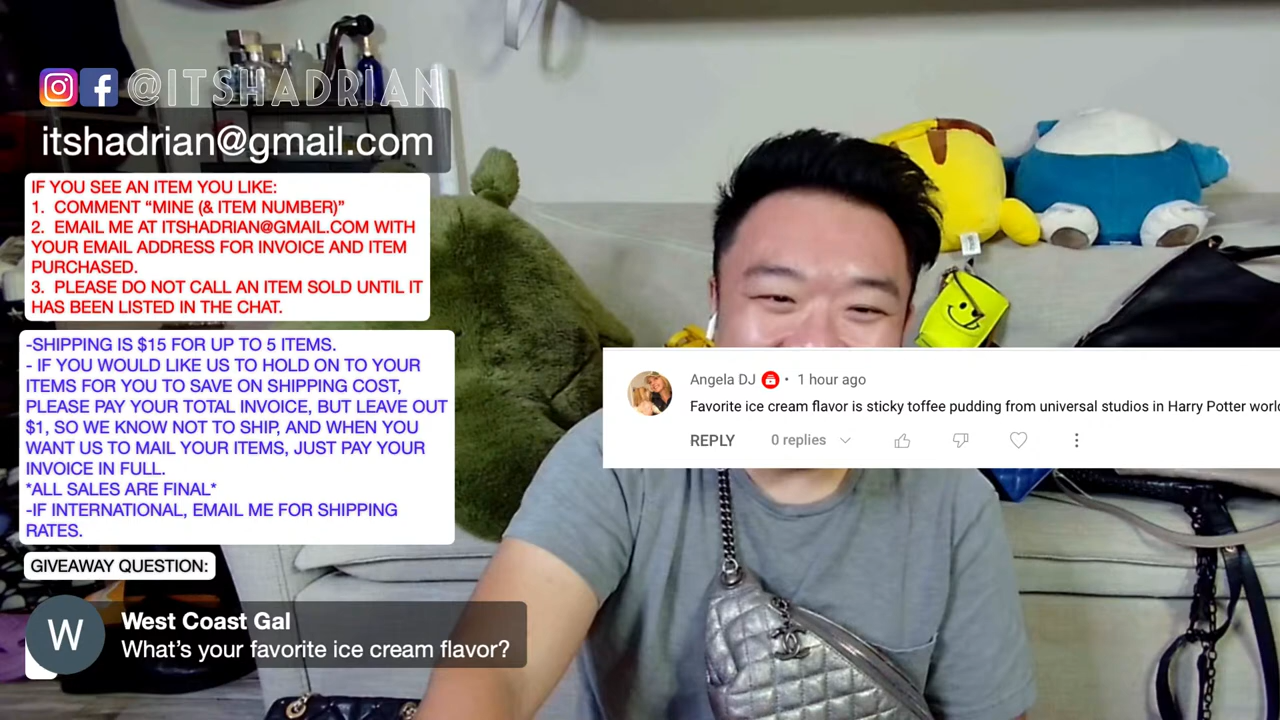 @ITSHADRIAN
itshadrian@gmail.com
IF YOU SEE AN ITEM YOU LIKE:
1. COMMENT “MINE (& ITEM NUMBER)”
2. EMAIL ME AT ITSHADRIAN@GMAIL.COM WITH
YOUR EMAIL ADDRESS FOR INVOICE AND ITEM
PURCHASED.
3. PLEASE DO NOT CALL AN ITEM SOLD UNTIL IT
HAS BEEN LISTED IN THE CHAT.
-SHIPPING IS $15 FOR UP TO 5 ITEMS.
- IF YOU WOULD LIKE US TO HOLD ON TO YOUR
ITEMS FOR YOU TO SAVE ON SHIPPING COST,
PLEASE PAY YOUR TOTAL INVOICE, BUT LEAVE OUT
$1, SO WE KNOW NOT TO SHIP, AND WHEN YOU
WANT US TO MAIL YOUR ITEMS, JUST PAY YOUR
INVOICE IN FULL.
*ALL SALES ARE FINAL*
-IF INTERNATIONAL, EMAIL ME FOR SHIPPING
RATES.
GIVEAWAY QUESTION:
W
West Coast Gal
What’s your favorite ice cream flavor?
Angela DJ • 1 hour ago
Favorite ice cream flavor is sticky toffee pudding from universal studios in Harry Potter world
REPLY 0 replies